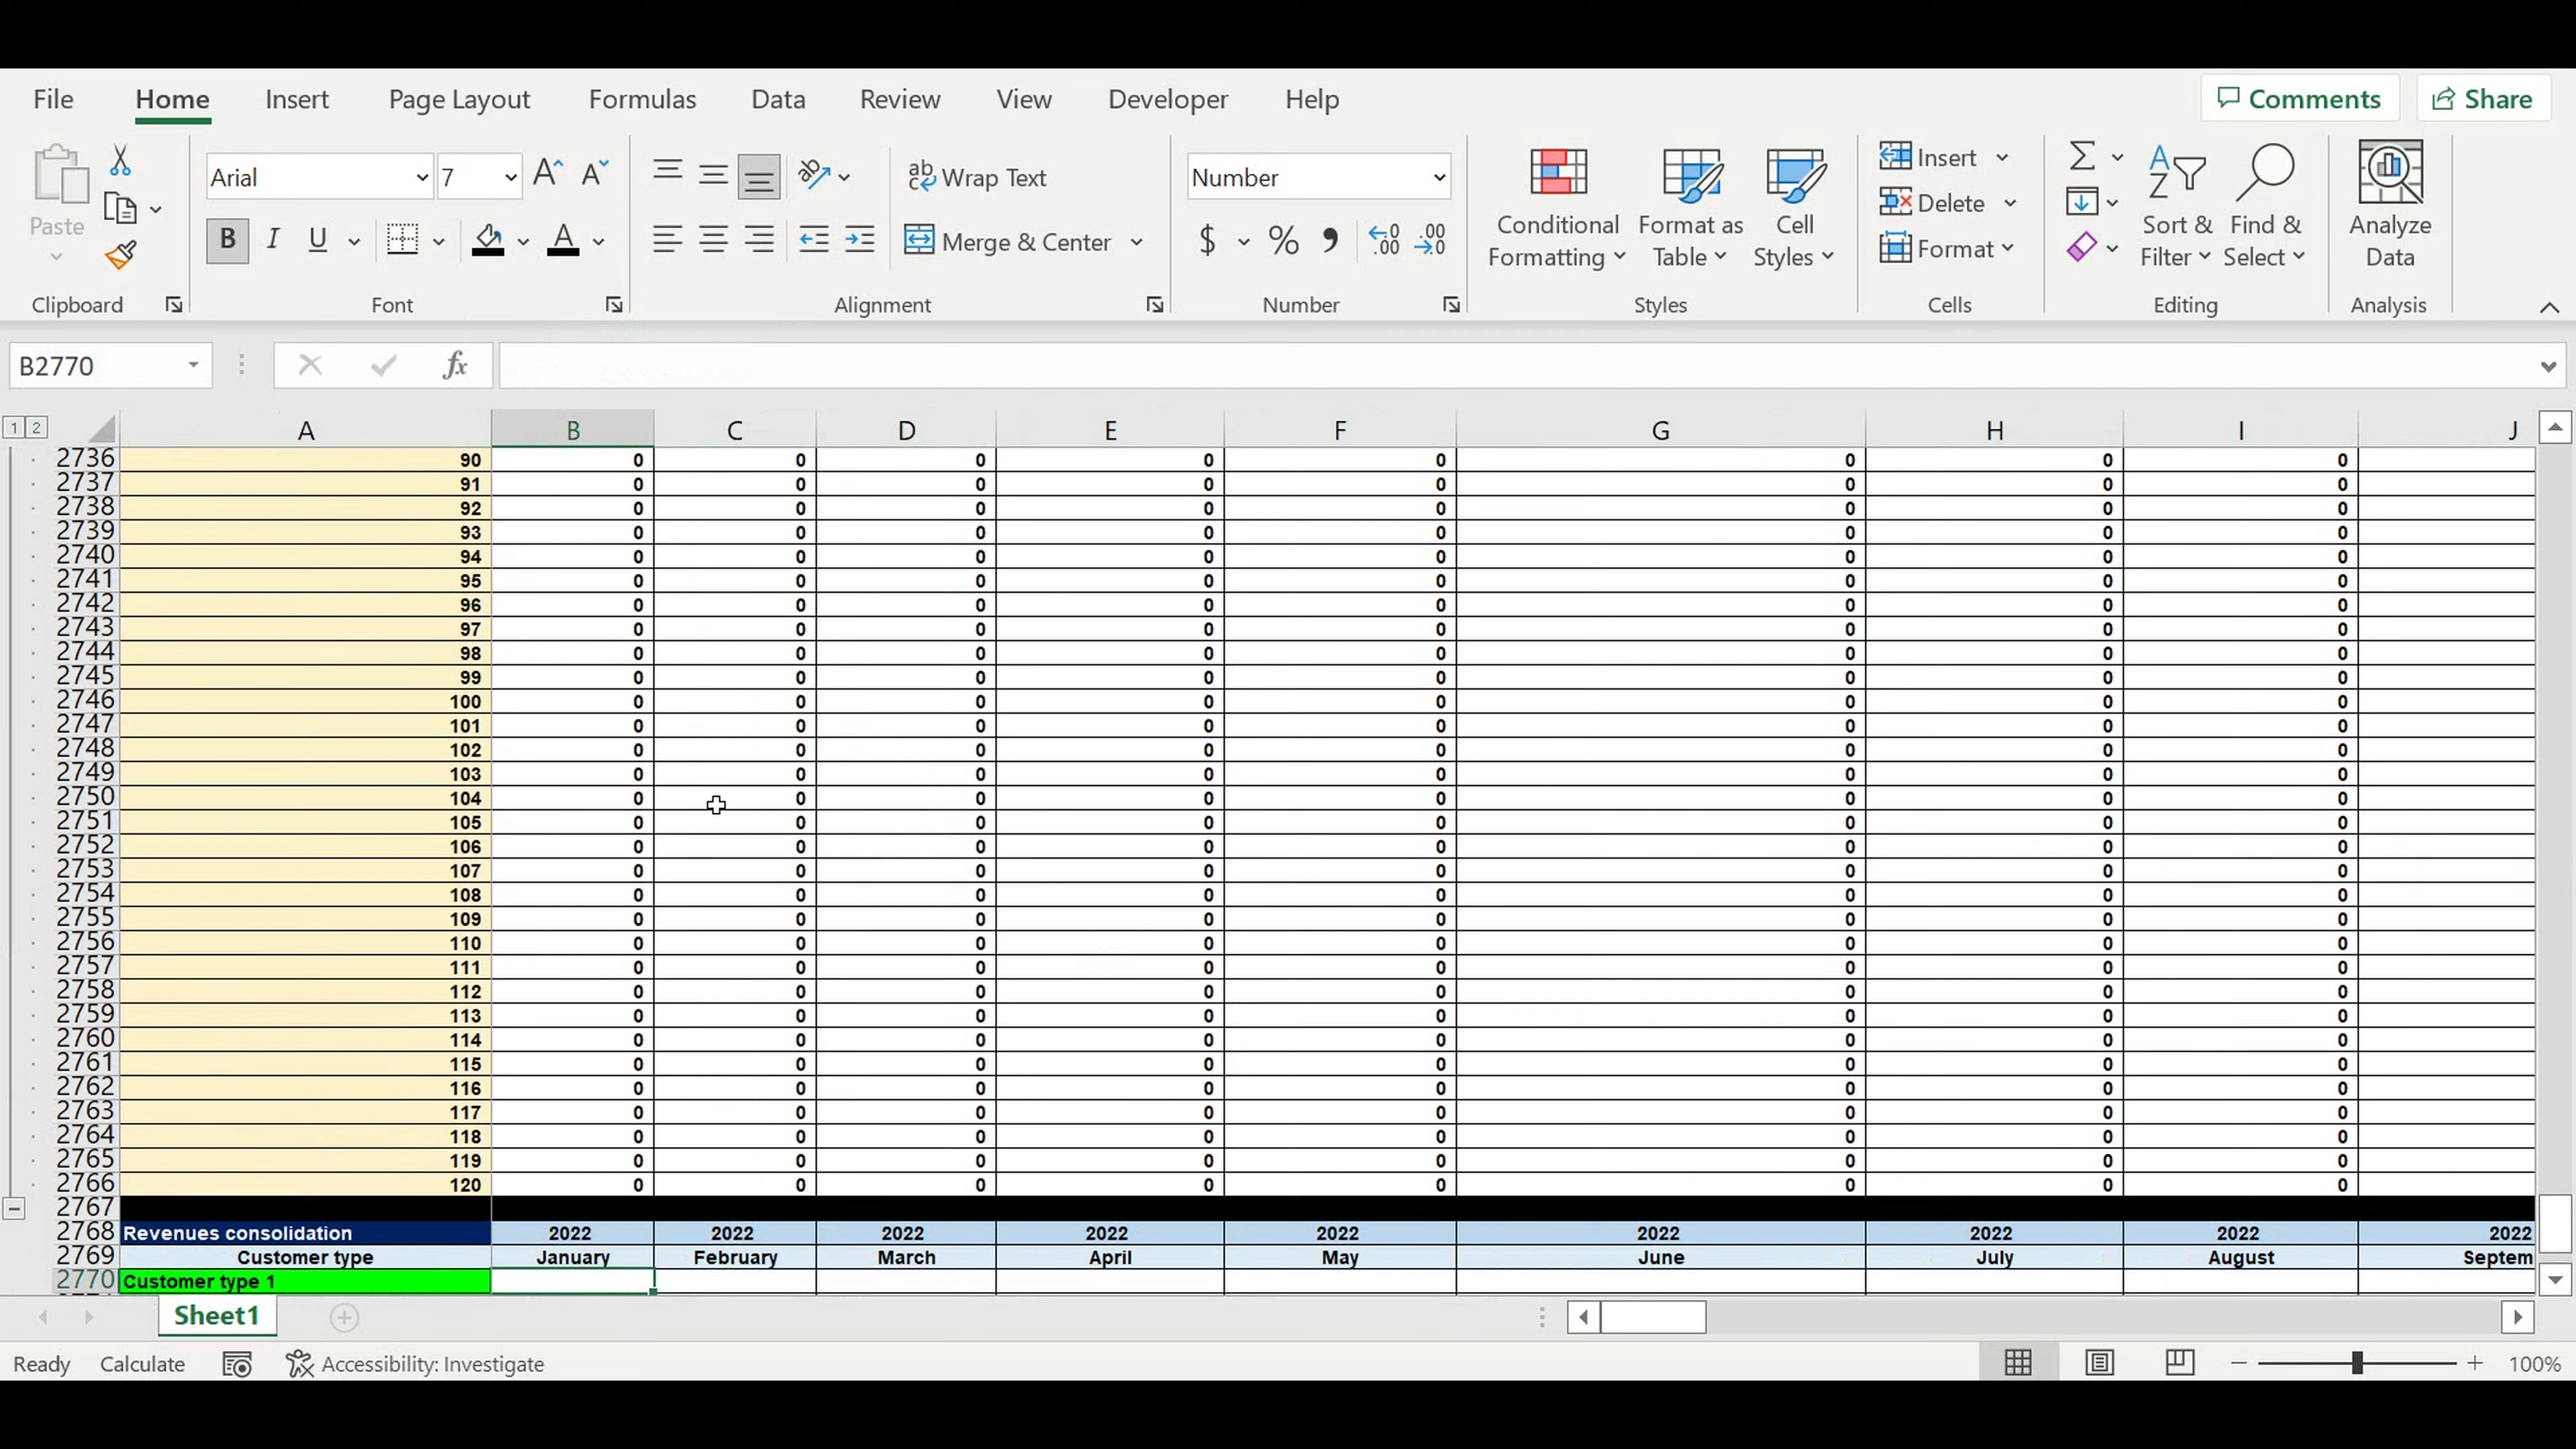 File Home Insert Page Layout Formulas Data Review View Developer Help Comments Share
Paste Arial 7 A A ab Wrap Text Number Insert
B I U A Merge & Center $ % , Conditional Formatting Format as Table Cell Styles Delete Format Sort & Filter Find & Select Analyze Data
Clipboard Font Alignment Number Styles Cells Editing Analysis
B2770 fx
1 2 A B C D E F G H I J
2736 90 0 0 0 0 0 0 0 0
2737 91 0 0 0 0 0 0 0 0
2738 92 0 0 0 0 0 0 0 0
2739 93 0 0 0 0 0 0 0 0
2740 94 0 0 0 0 0 0 0 0
2741 95 0 0 0 0 0 0 0 0
2742 96 0 0 0 0 0 0 0 0
2743 97 0 0 0 0 0 0 0 0
2744 98 0 0 0 0 0 0 0 0
2745 99 0 0 0 0 0 0 0 0
2746 100 0 0 0 0 0 0 0 0
2747 101 0 0 0 0 0 0 0 0
2748 102 0 0 0 0 0 0 0 0
2749 103 0 0 0 0 0 0 0 0
2750 104 0 0 0 0 0 0 0 0
2751 105 0 0 0 0 0 0 0 0
2752 106 0 0 0 0 0 0 0 0
2753 107 0 0 0 0 0 0 0 0
2754 108 0 0 0 0 0 0 0 0
2755 109 0 0 0 0 0 0 0 0
2756 110 0 0 0 0 0 0 0 0
2757 111 0 0 0 0 0 0 0 0
2758 112 0 0 0 0 0 0 0 0
2759 113 0 0 0 0 0 0 0 0
2760 114 0 0 0 0 0 0 0 0
2761 115 0 0 0 0 0 0 0 0
2762 116 0 0 0 0 0 0 0 0
2763 117 0 0 0 0 0 0 0 0
2764 118 0 0 0 0 0 0 0 0
2765 119 0 0 0 0 0 0 0 0
2766 120 0 0 0 0 0 0 0 0
2767
2768 Revenues consolidation 2022 2022 2022 2022 2022 2022 2022 2022 2022
2769 Customer type January February March April May June July August Septem
2770 Customer type 1
Sheet1
Ready Calculate Accessibility: Investigate 100%